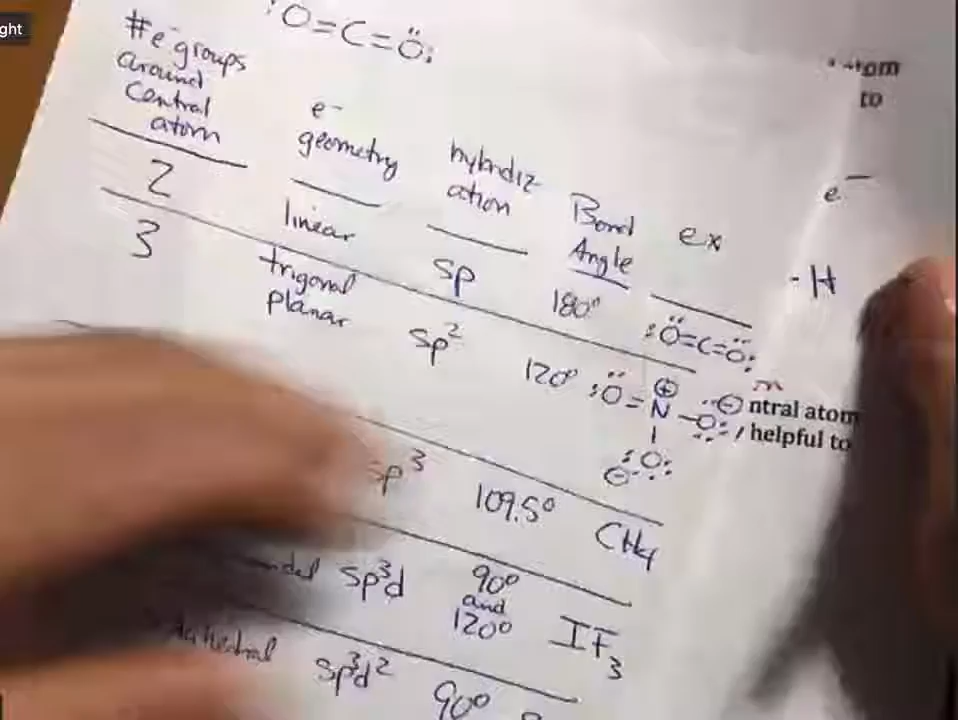 ght
:O=C=Ö:
#e⁻groups
around
Central
atom
e⁻
geometry
hybridiz
ation
Bond
Angle
ex
2
linear
sp
180°
:Ö=C=Ö:
3
trigonal
planar
sp²
120°
:Ö=N-O:
⊕
⊖
:O:
⊖
sp³
109.5°
CH4
sp³d
90°
and
120°
IF₃
sp³d²
90°
to
e⁻
-H
ntral atom
helpful to